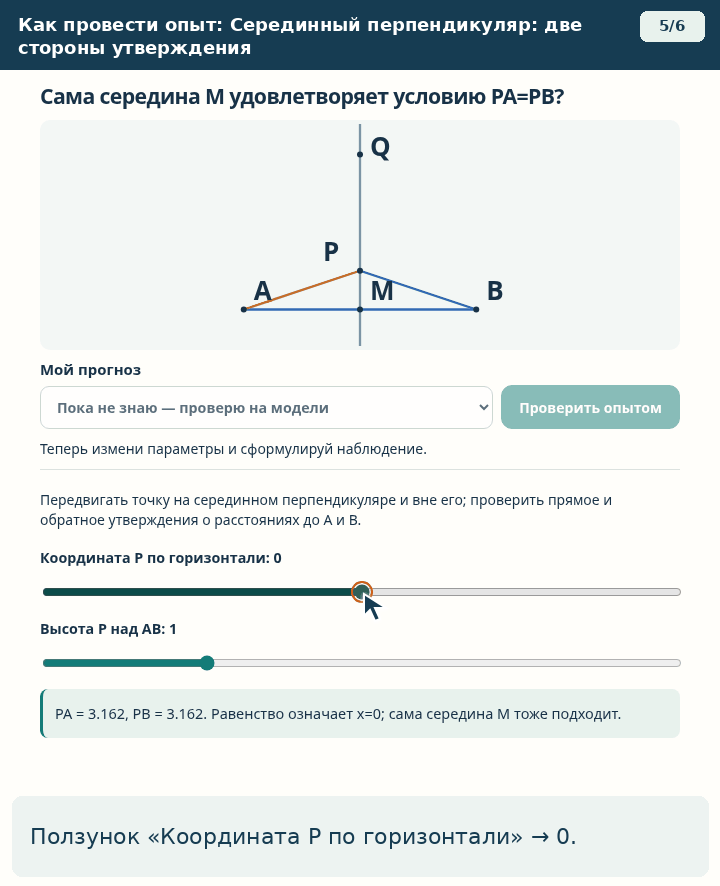 Как провести опыт: Серединный перпендикуляр: две
стороны утверждения
5/6
Сама середина M удовлетворяет условию PA=PB?
Q
P
A
M
B
Мой прогноз
Пока не знаю — проверю на модели
Проверить опытом
Теперь измени параметры и сформулируй наблюдение.
Передвигать точку на серединном перпендикуляре и вне его; проверить прямое и
обратное утверждения о расстояниях до A и B.
Координата P по горизонтали: 0
Высота P над AB: 1
PA = 3.162, PB = 3.162. Равенство означает x=0; сама середина M тоже подходит.
Ползунок «Координата P по горизонтали» → 0.